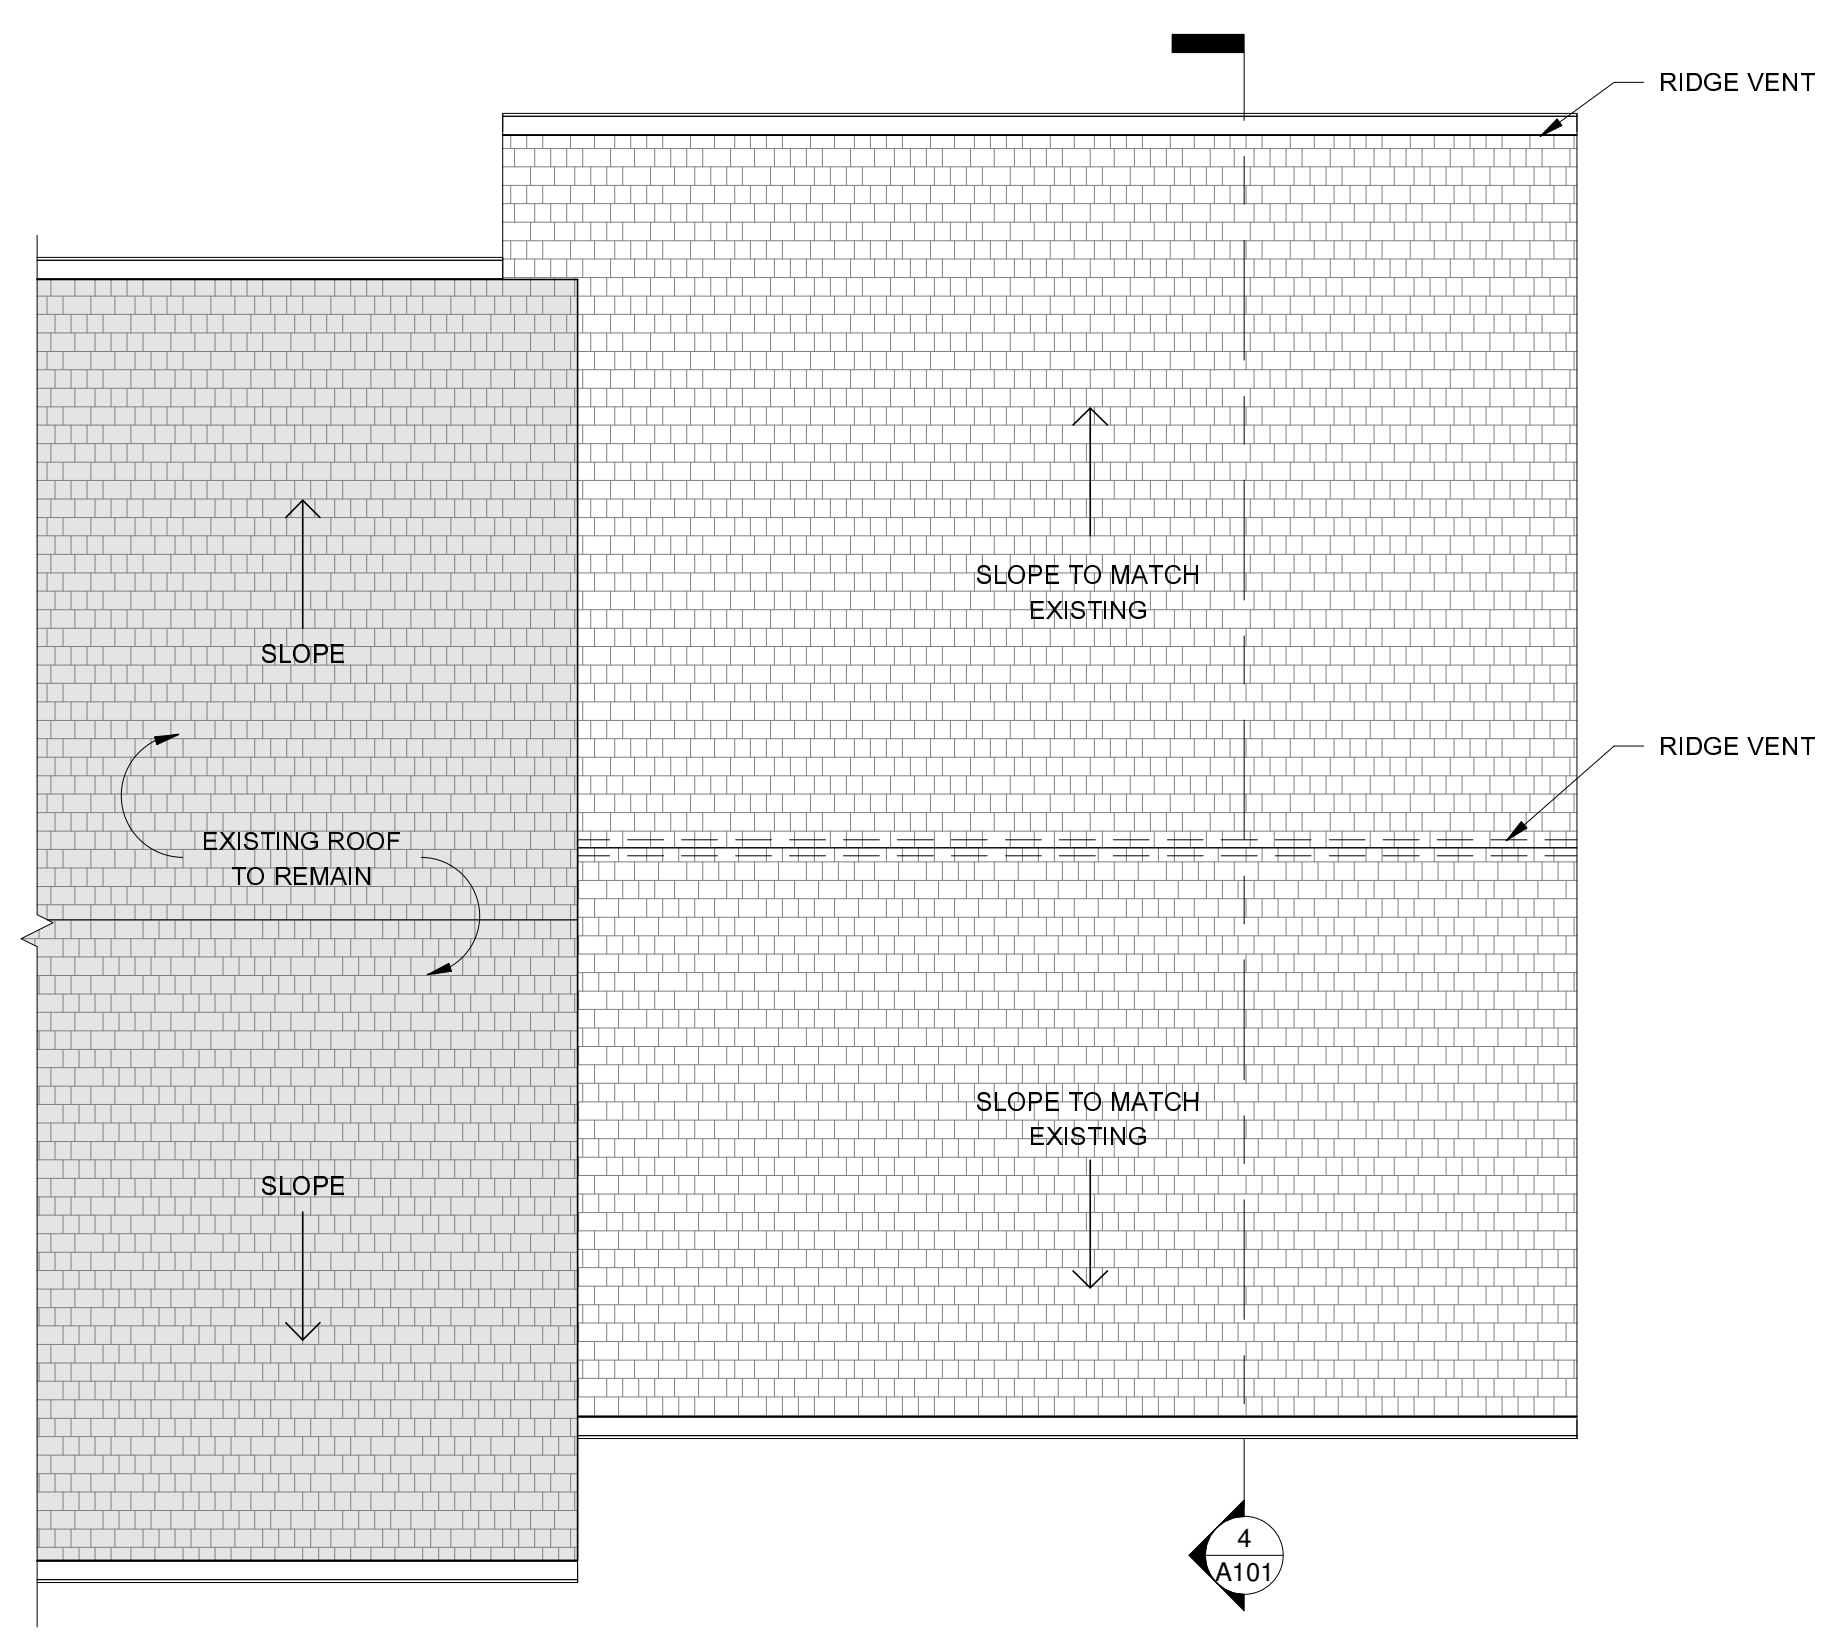 RIDGE VENT
SLOPE TO MATCH
EXISTING
SLOPE
RIDGE VENT
EXISTING ROOF
TO REMAIN
SLOPE TO MATCH
EXISTING
SLOPE
4
A101